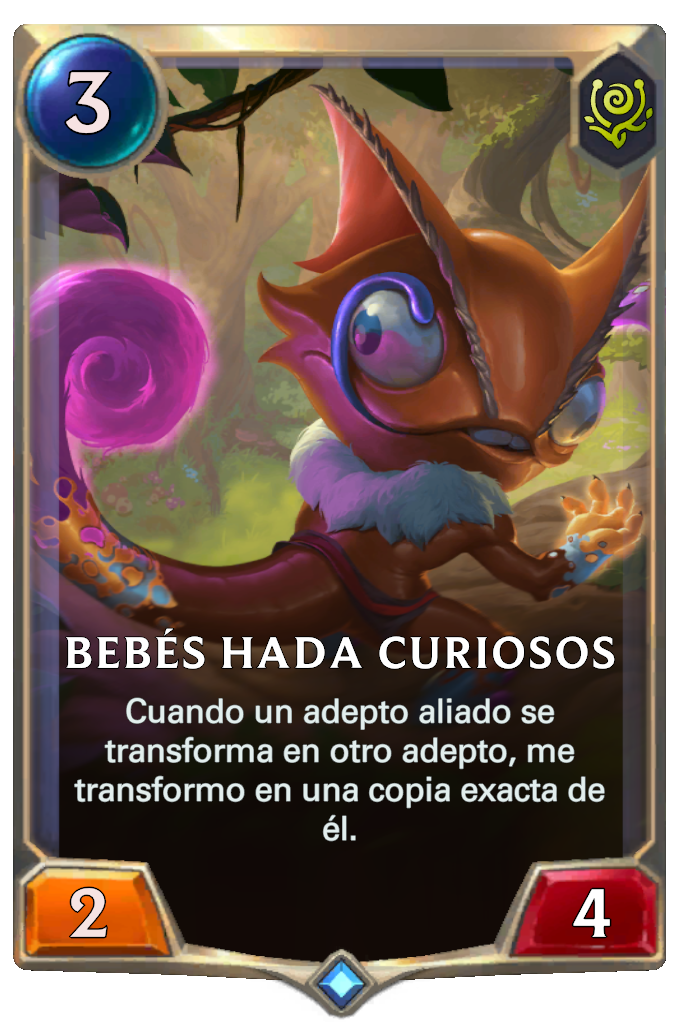 3
BEBÉS HADA CURIOSOS
Cuando un adepto aliado se
transforma en otro adepto, me
transformo en una copia exacta de
él.
2
4